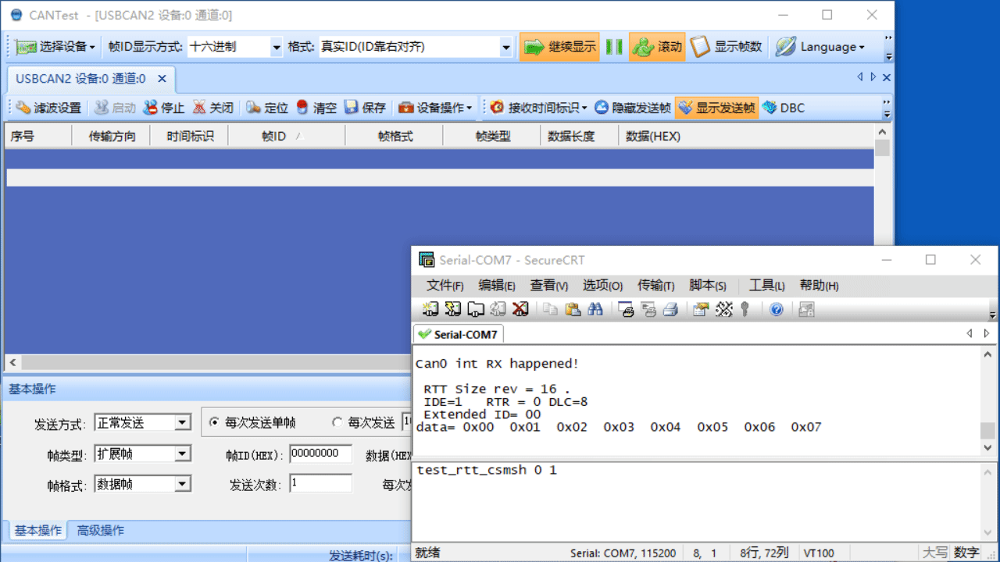 CANTest - [USBCAN2 设备:0 通道:0]
选择设备 帧ID显示方式: 十六进制 格式: 真实ID(ID靠右对齐) 继续显示 滚动 显示帧数 Language
USBCAN2 设备:0 通道:0
滤波设置 启动 停止 关闭 定位 清空 保存 设备操作 接收时间标识 隐藏发送帧 显示发送帧 DBC
序号 传输方向 时间标识 帧ID 帧格式 帧类型 数据长度 数据(HEX)
基本操作
发送方式: 正常发送 每次发送单帧 每次发送
帧类型: 扩展帧 帧ID(HEX): 00000000 数据(HEX
帧格式: 数据帧 发送次数: 1 每次发
基本操作 高级操作
发送耗时(s):
Serial-COM7 - SecureCRT
文件(F) 编辑(E) 查看(V) 选项(O) 传输(T) 脚本(S) 工具(L) 帮助(H)
Serial-COM7
Can0 int RX happened!
RTT Size rev = 16 .
IDE=1 RTR = 0 DLC=8
Extended ID= 00
data= 0x00 0x01 0x02 0x03 0x04 0x05 0x06 0x07
test_rtt_csmsh 0 1
就绪 Serial: COM7, 115200 8, 1 8行, 72列 VT100 大写 数字